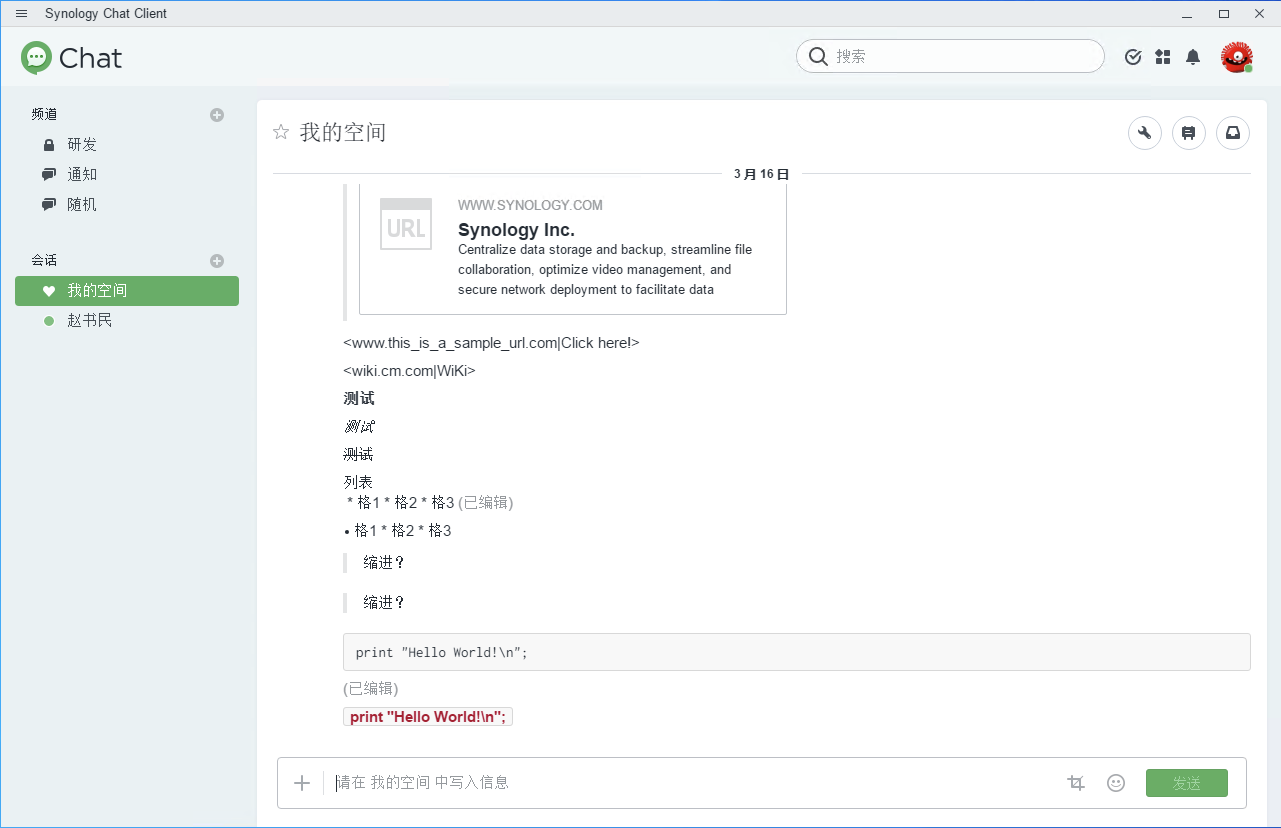 Synology Chat Client
Chat
搜索
频道
研发
通知
随机
会话
我的空间
赵书民
我的空间
3 月 16 日
URL
WWW.SYNOLOGY.COM
Synology Inc.
Centralize data storage and backup, streamline file
collaboration, optimize video management, and
secure network deployment to facilitate data
<www.this_is_a_sample_url.com|Click here!>
<wiki.cm.com|WiKi>
测试
测试
测试
列表
* 格1 * 格2 * 格3 (已编辑)
• 格1 * 格2 * 格3
缩进？
缩进？
print "Hello World!\n";
(已编辑)
print "Hello World!\n";
请在 我的空间 中写入信息
发送